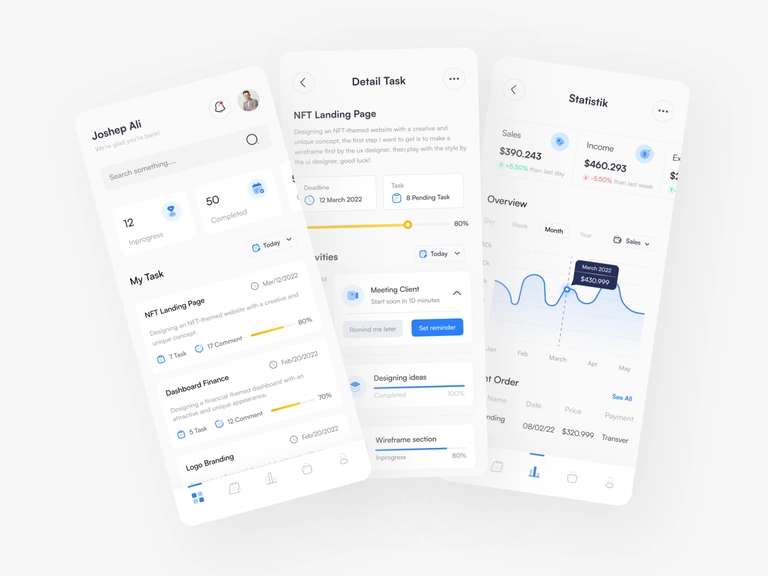 Joshep Ali
We're glad you're back!
Search something....
12
Inprogress
50
Completed
Today
My Task
NFT Landing Page
Mar/12/2022
Designing an NFT-themed website with a creative and
unique concept.
7 Task
17 Comment
80%
Dashboard Finance
Feb/20/2022
Designing a financial themed dashboard with an
attractive and unique appearance.
5 Task
12 Comment
70%
Logo Branding
Feb/20/2022
Detail Task
NFT Landing Page
Designing an NFT-themed website with a creative and
unique concept, the first step I want to get is to make a
wireframe first by the ux designer, then play with the style by
the ui designer, good luck!
Deadline
12 March 2022
Task
8 Pending Task
80%
vities
Today
M
Meeting Client
Start soon in 10 minutes
Remind me later
Set reminder
Designing ideas
Completed
100%
Wireframe section
Inprogress
80%
Statistik
Sales
$390.243
+5.50% than last day
Income
$460.293
-5.50% than last week
Ex
Overview
Day
Week
Month
Year
Sales
March 2022
$430.999
Jan
Feb
March
Apr
May
nt Order
See All
Name
Date
Price
Payment
nding
08/02/22
$320.999
Transver